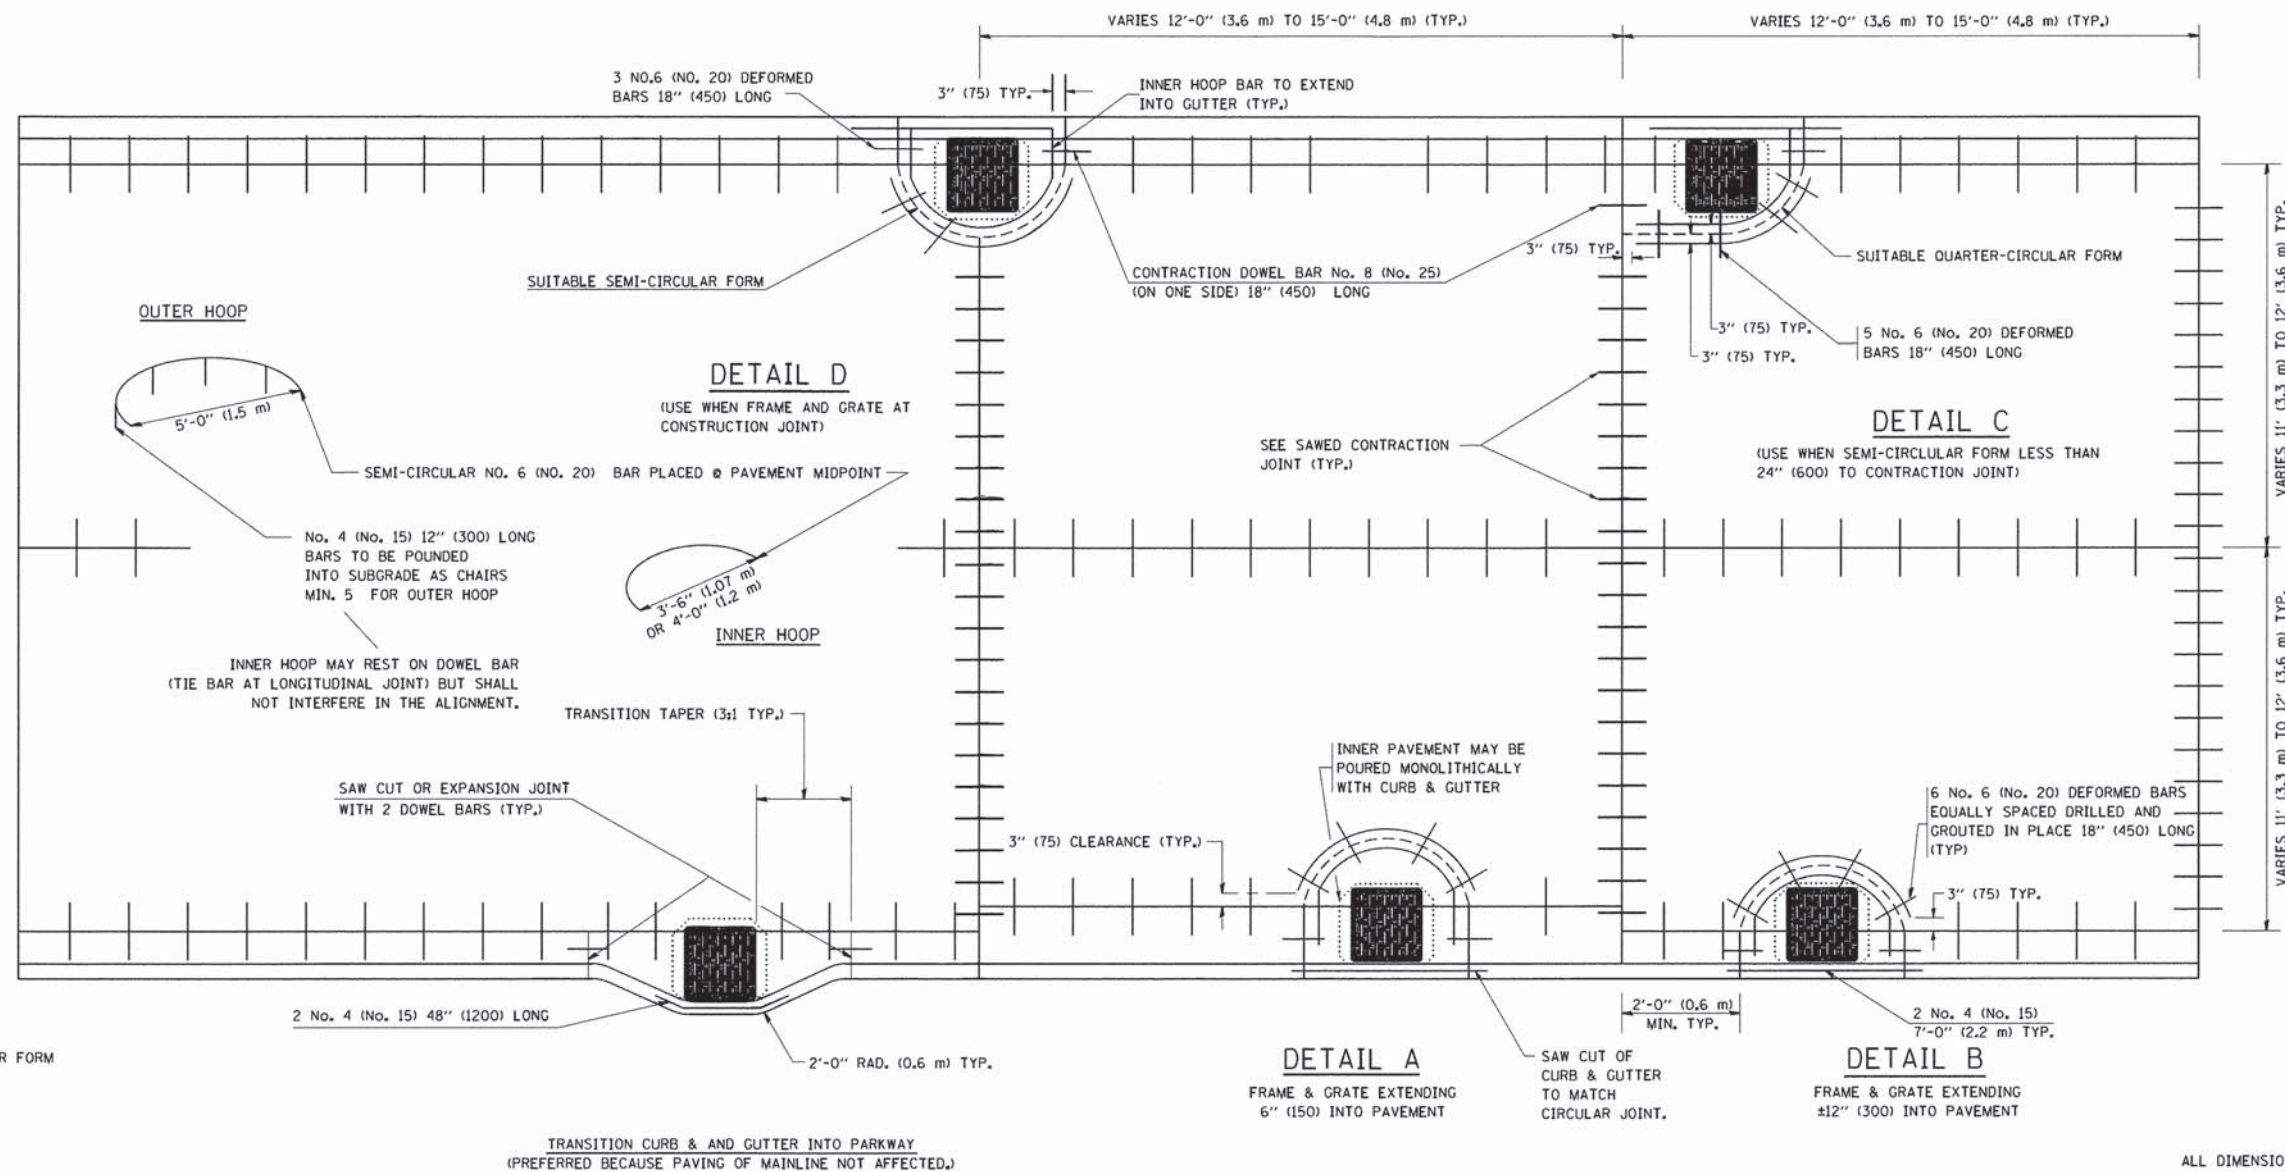 VARIES 12'-0" (3.6 m) TO 15'-0" (4.8 m) (TYP.)
VARIES 12'-0" (3.6 m) TO 15'-0" (4.8 m) (TYP.)
3 NO.6 (NO. 20) DEFORMED
BARS 18" (450) LONG
3" (75) TYP.
INNER HOOP BAR TO EXTEND
INTO GUTTER (TYP.)
SUITABLE SEMI-CIRCULAR FORM
CONTRACTION DOWEL BAR No. 8 (No. 25)
(ON ONE SIDE) 18" (450) LONG
3" (75) TYP.
SUITABLE QUARTER-CIRCULAR FORM
3" (75) TYP.
3" (75) TYP.
5 No. 6 (No. 20) DEFORMED
BARS 18" (450) LONG
VARIES 11' (3.3 m) TO 12' (3.6 m) TYP.
OUTER HOOP
5'-0" (1.5 m)
DETAIL D
(USE WHEN FRAME AND GRATE AT
CONSTRUCTION JOINT)
SEMI-CIRCULAR NO. 6 (NO. 20) BAR PLACED @ PAVEMENT MIDPOINT
SEE SAWED CONTRACTION
JOINT (TYP.)
DETAIL C
(USE WHEN SEMI-CIRCLULAR FORM LESS THAN
24" (600) TO CONTRACTION JOINT)
No. 4 (No. 15) 12" (300) LONG
BARS TO BE POUNDED
INTO SUBGRADE AS CHAIRS
MIN. 5 FOR OUTER HOOP
3'-6" (1.07 m)
OR 4'-0" (1.2 m)
INNER HOOP
INNER HOOP MAY REST ON DOWEL BAR
(TIE BAR AT LONGITUDINAL JOINT) BUT SHALL
NOT INTERFERE IN THE ALIGNMENT.
VARIES 11' (3.3 m) TO 12' (3.6 m) TYP.
TRANSITION TAPER (3:1 TYP.)
SAW CUT OR EXPANSION JOINT
WITH 2 DOWEL BARS (TYP.)
INNER PAVEMENT MAY BE
POURED MONOLITHICALLY
WITH CURB & GUTTER
3" (75) CLEARANCE (TYP.)
6 No. 6 (No. 20) DEFORMED BARS
EQUALLY SPACED DRILLED AND
GROUTED IN PLACE 18" (450) LONG
(TYP)
3" (75) TYP.
2 No. 4 (No. 15) 48" (1200) LONG
2'-0" RAD. (0.6 m) TYP.
2'-0" (0.6 m)
MIN. TYP.
2 No. 4 (No. 15)
7'-0" (2.2 m) TYP.
R FORM
DETAIL A
FRAME & GRATE EXTENDING
6" (150) INTO PAVEMENT
SAW CUT OF
CURB & GUTTER
TO MATCH
CIRCULAR JOINT.
DETAIL B
FRAME & GRATE EXTENDING
±12" (300) INTO PAVEMENT
TRANSITION CURB & AND GUTTER INTO PARKWAY
(PREFERRED BECAUSE PAVING OF MAINLINE NOT AFFECTED.)
ALL DIMENSIO